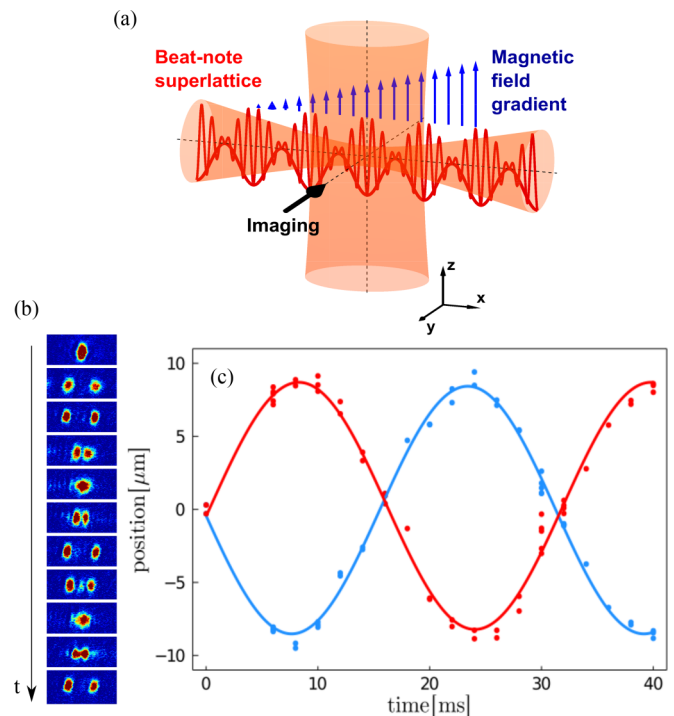 (a)
Beat-note
superlattice
Magnetic
field
gradient
Imaging
z
x
y
(b)
t
(c)
position[μm]
10
5
0
−5
−10
0
10
20
30
40
time[ms]